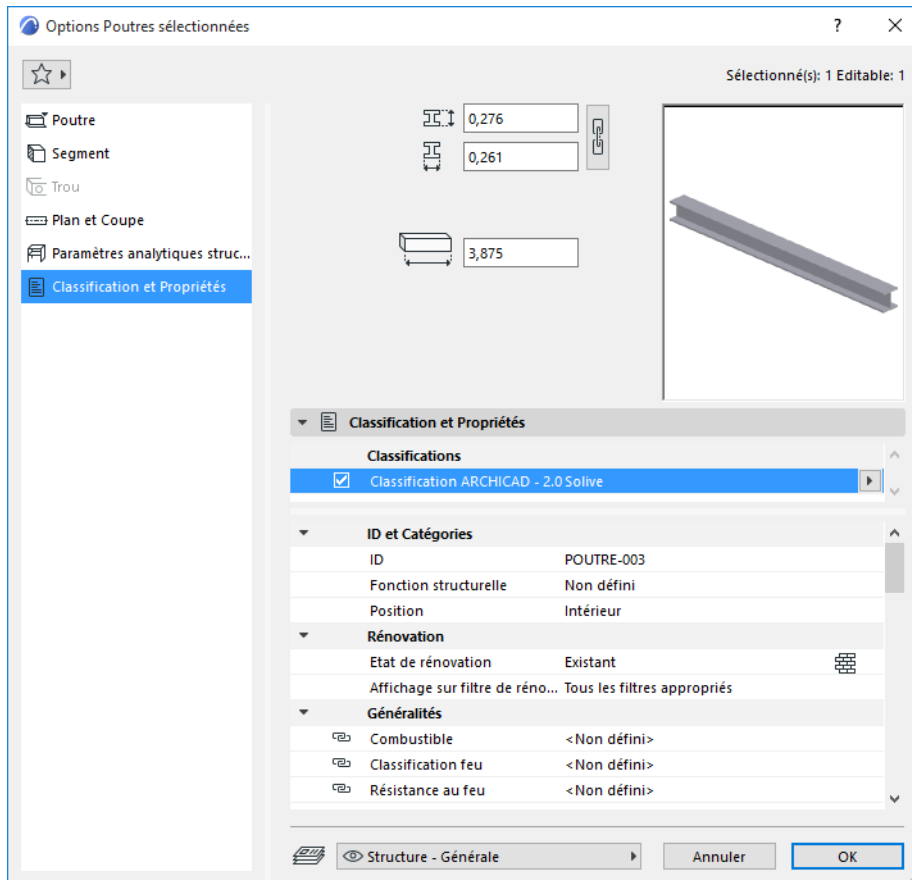 Options Poutres sélectionnées
?
Sélectionné(s): 1 Editable: 1
Poutre
Segment
Trou
Plan et Coupe
Paramètres analytiques struc...
Classification et Propriétés
0,276
0,261
3,875
Classification et Propriétés
Classifications
Classification ARCHICAD - 2.0 Solive
ID et Catégories
ID POUTRE-003
Fonction structurelle Non défini
Position Intérieur
Rénovation
Etat de rénovation Existant
Affichage sur filtre de réno... Tous les filtres appropriés
Généralités
Combustible <Non défini>
Classification feu <Non défini>
Résistance au feu <Non défini>
Structure - Générale
Annuler
OK